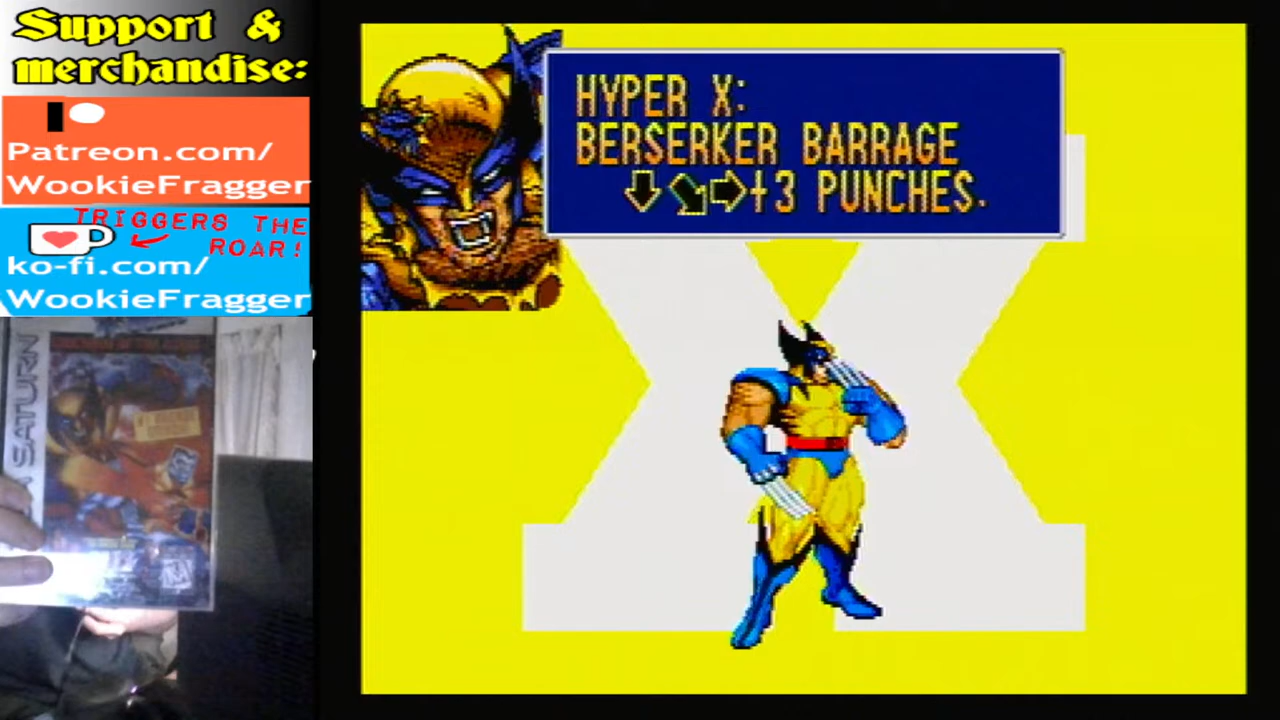 Support &
merchandise:
Patreon.com/
WookieFragger
TRIGGERS THE
ROAR!
ko-fi.com/
WookieFragger
SATURN
HYPER X:
BERSERKER BARRAGE
⬇⬊➡+3 PUNCHES.
X